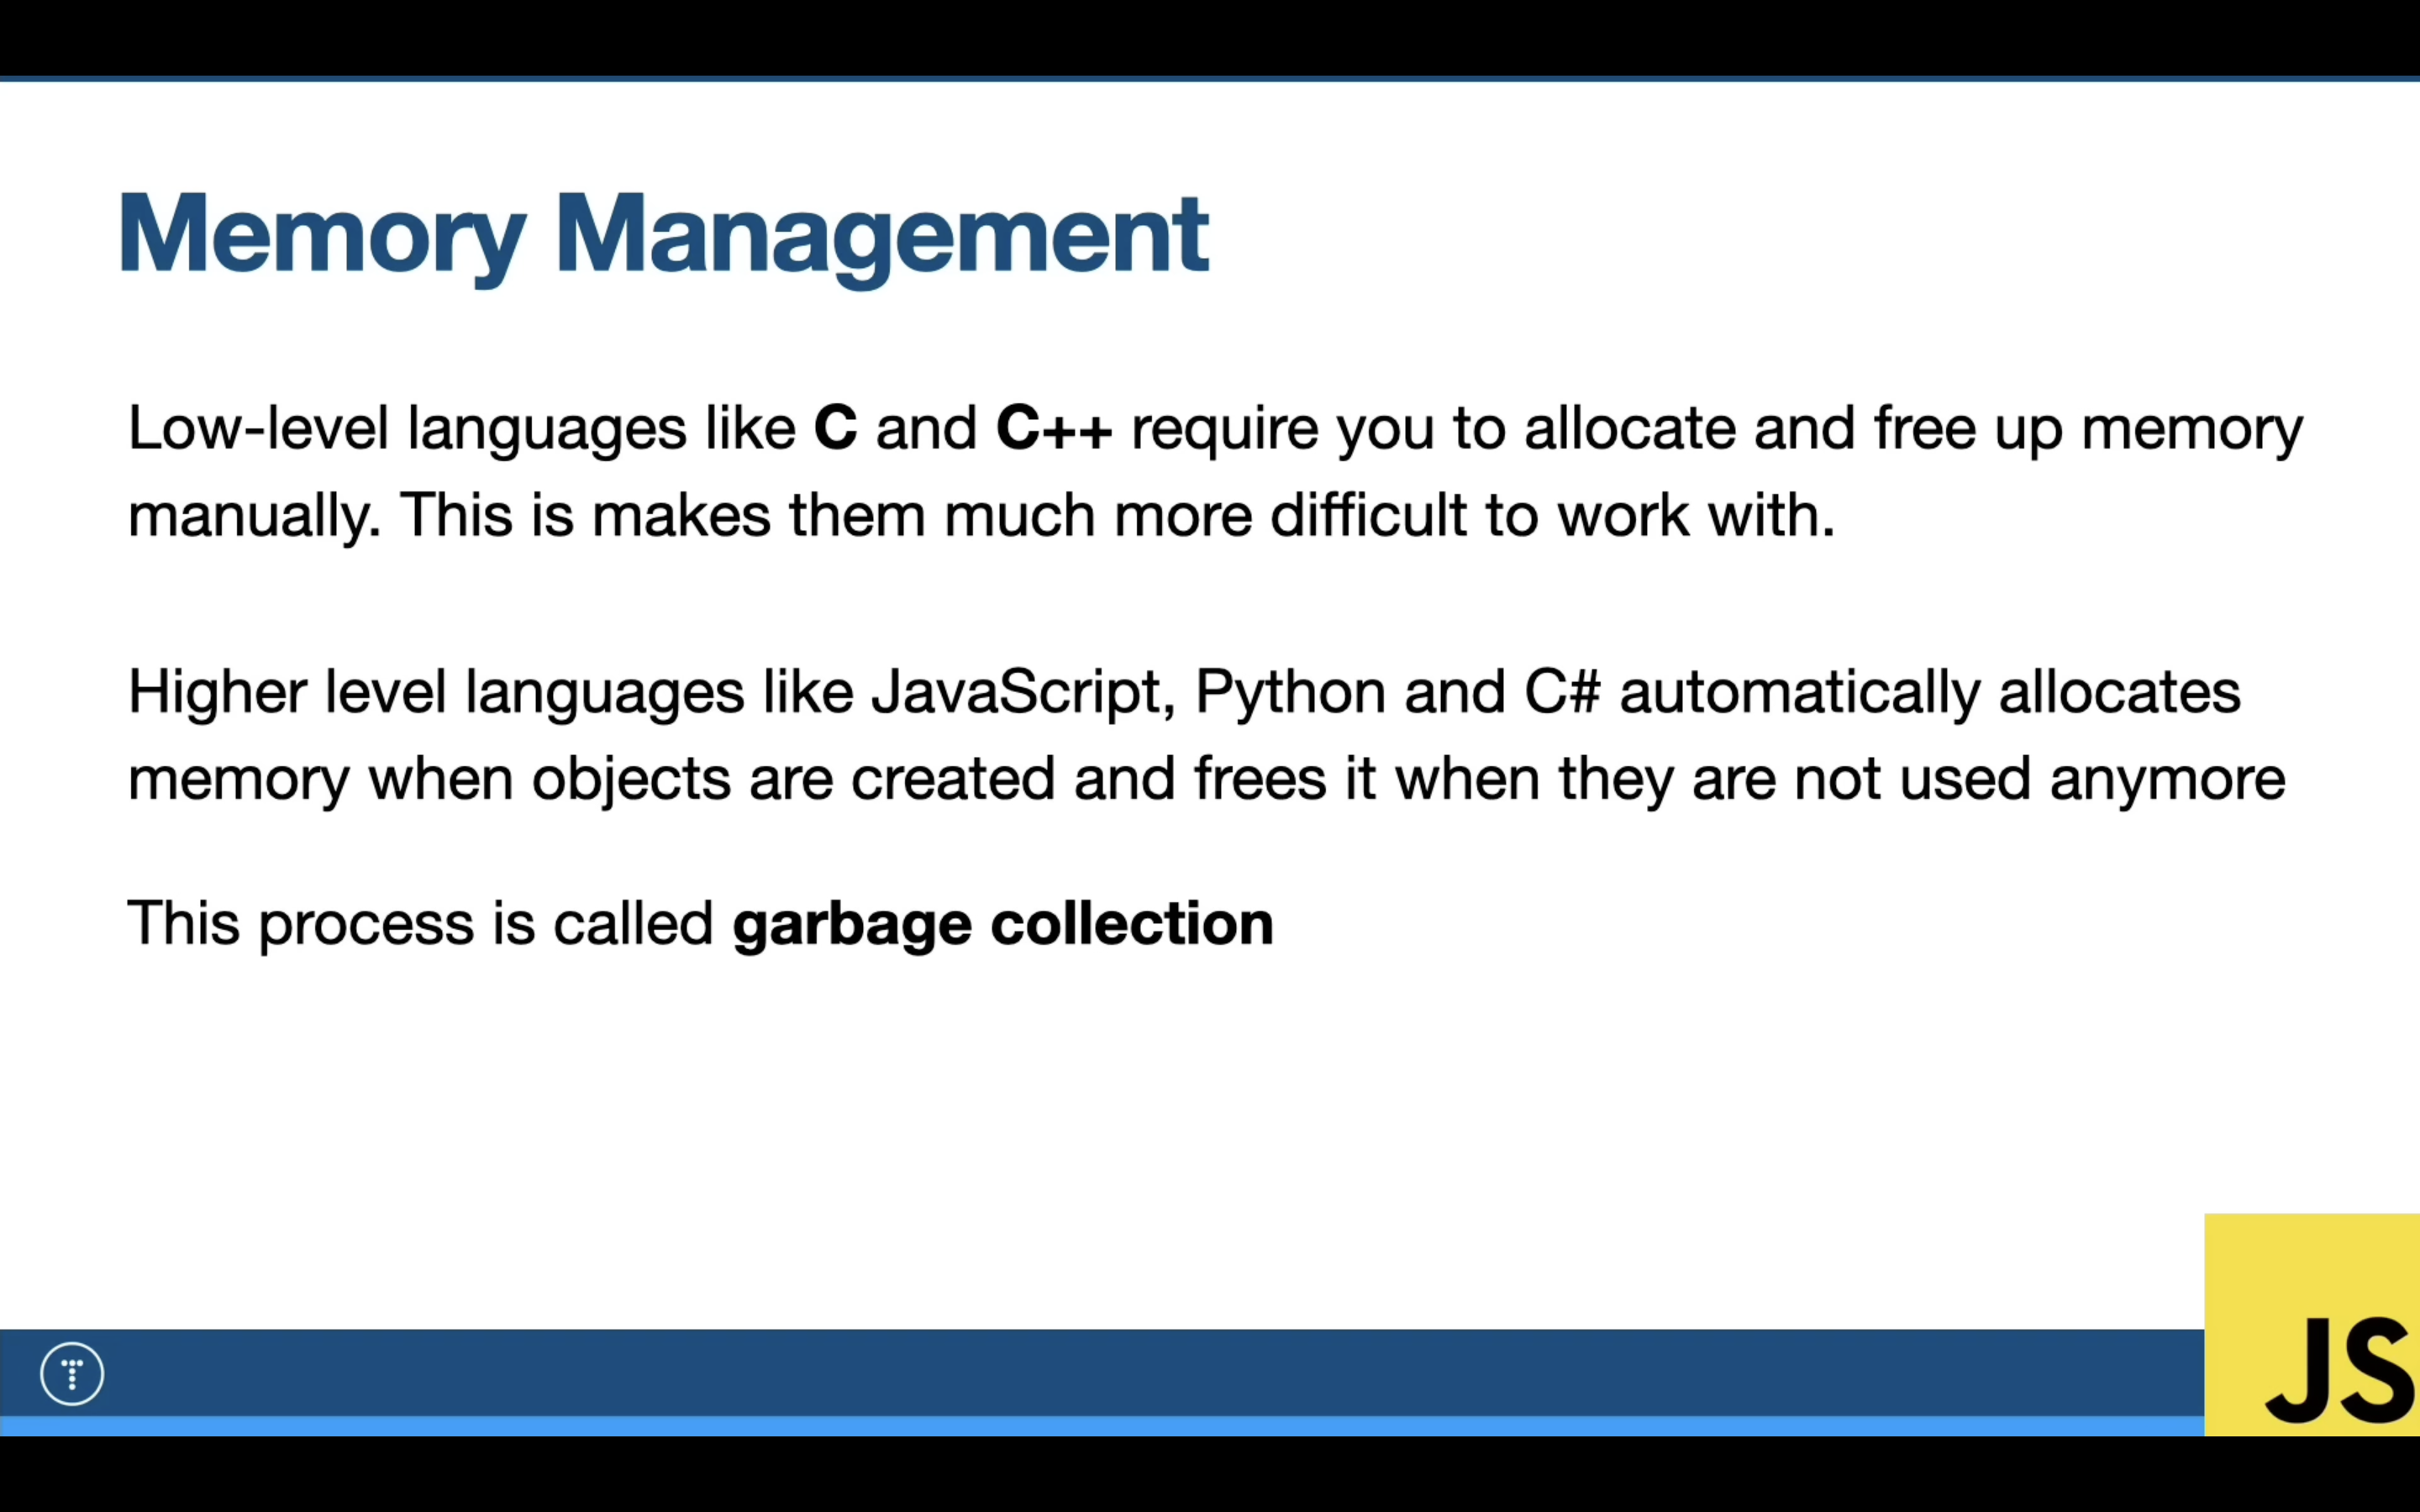 Memory Management
Low-level languages like C and C++ require you to allocate and free up memory
manually. This is makes them much more difficult to work with.
Higher level languages like JavaScript, Python and C# automatically allocates
memory when objects are created and frees it when they are not used anymore
This process is called garbage collection
T
JS